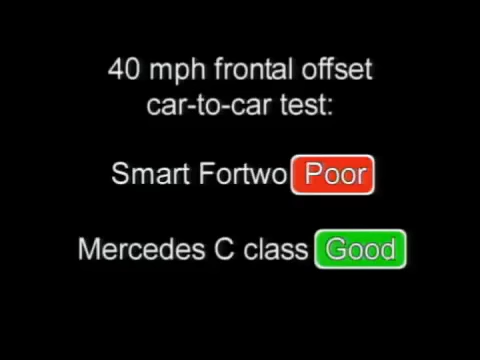 40 mph frontal offset
car-to-car test:
Smart Fortwo Poor
Mercedes C class Good